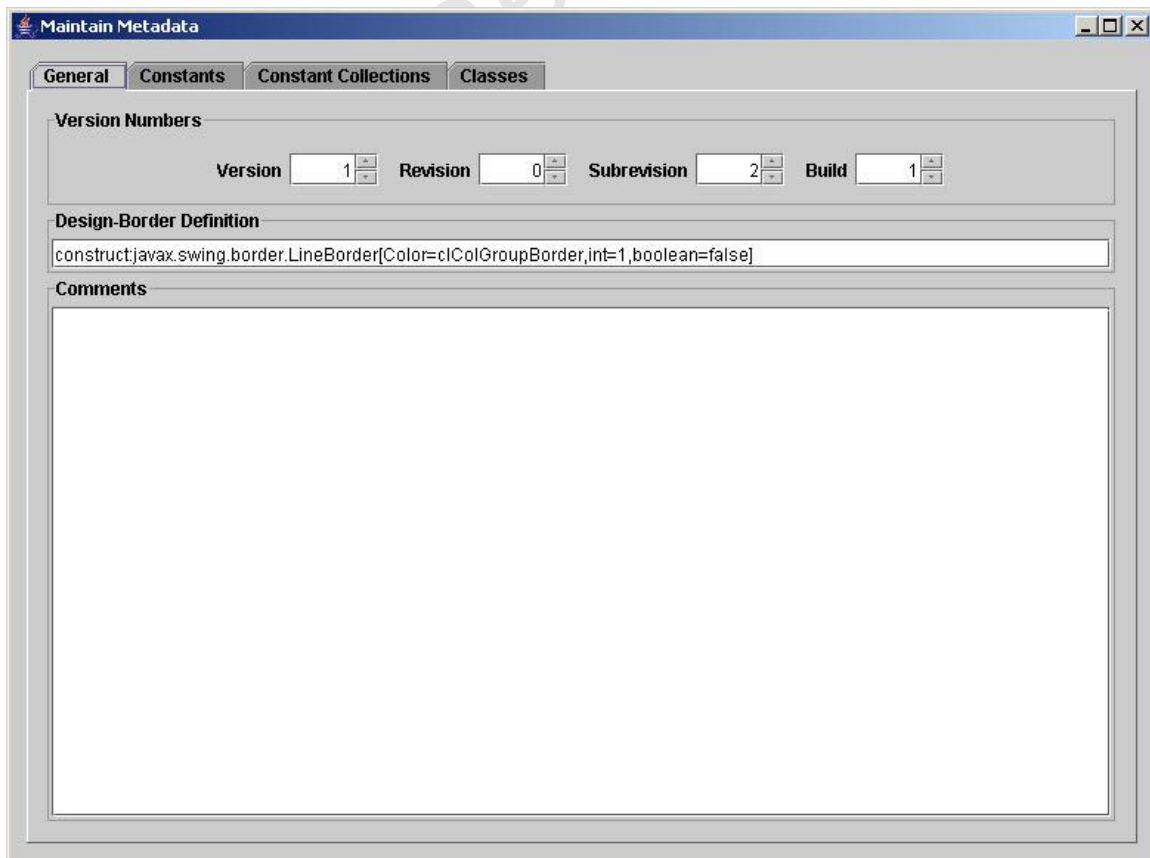 Maintain Metadata
General Constants Constant Collections Classes
Version Numbers
Version 1 Revision 0 Subrevision 2 Build 1
Design-Border Definition
construct:javax.swing.border.LineBorder[Color=clColGroupBorder,int=1,boolean=false]
Comments